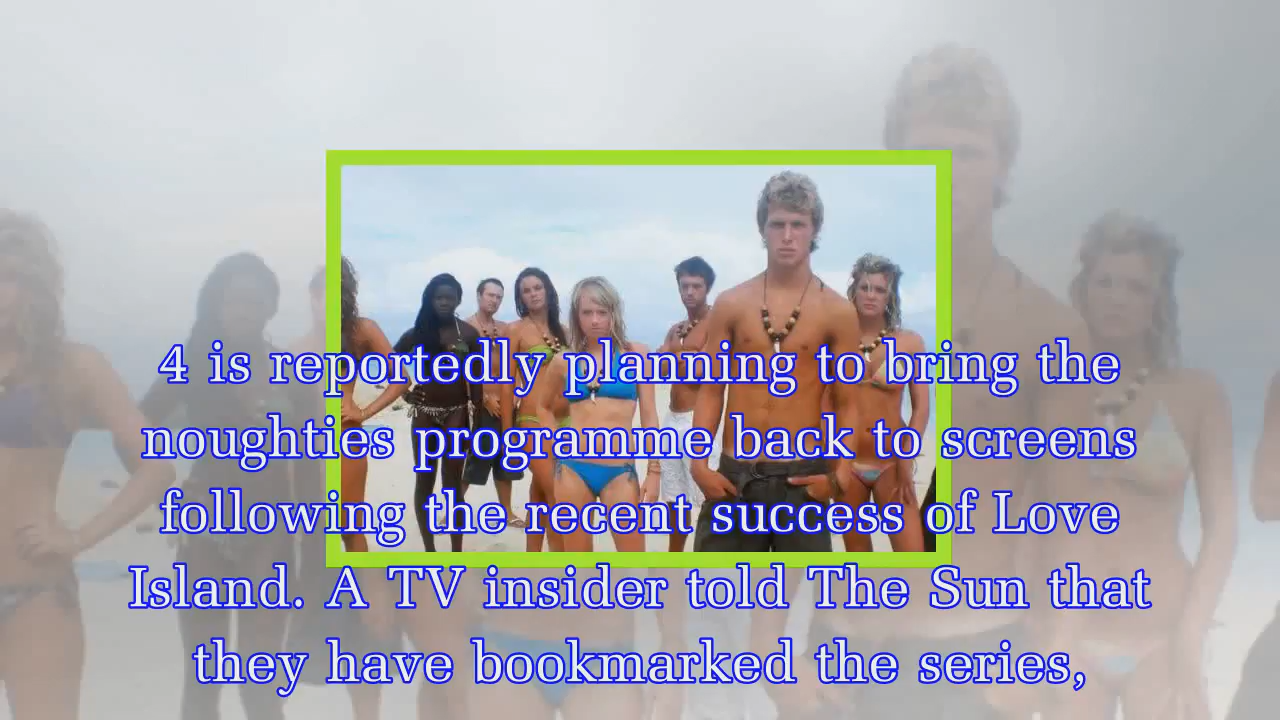 4 is reportedly planning to bring the
noughties programme back to screens
following the recent success of Love
Island. A TV insider told The Sun that
they have bookmarked the series,